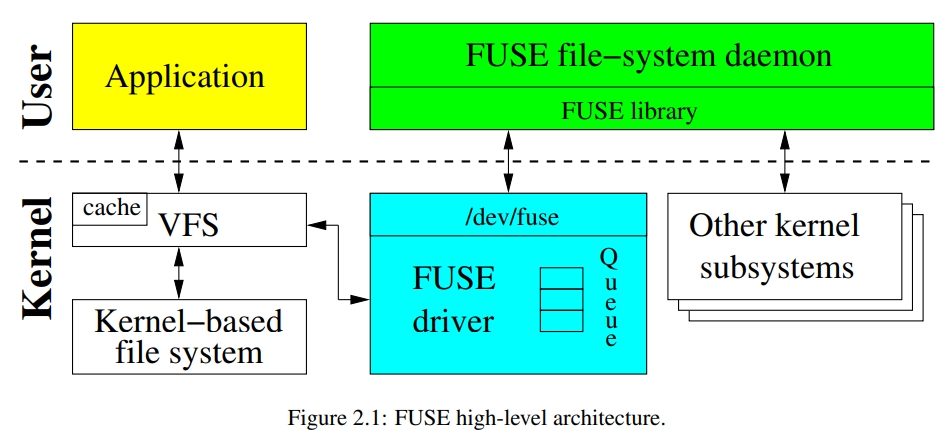 User
Application
FUSE file−system daemon
FUSE library
Kernel
cache
VFS
Kernel−based
file system
/dev/fuse
FUSE
driver
Queue
Other kernel
subsystems
Figure 2.1: FUSE high-level architecture.